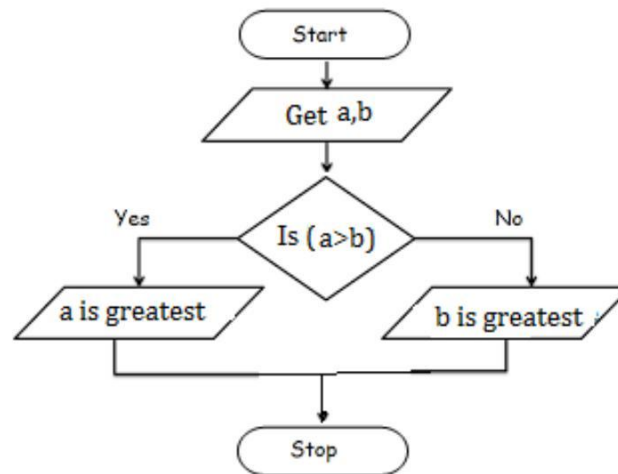 Start
Get a,b
Is (a>b)
Yes
No
a is greatest
b is greatest
Stop